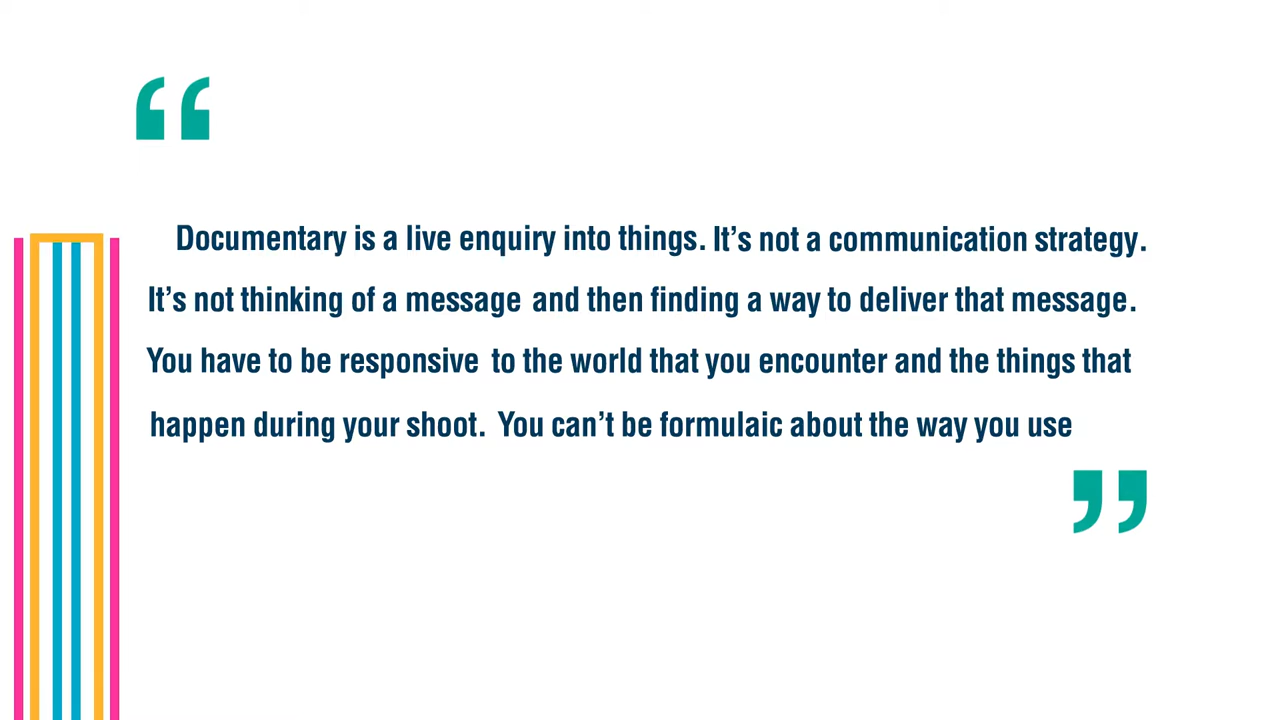 “
Documentary is a live enquiry into things. It’s not a communication strategy.
It’s not thinking of a message and then finding a way to deliver that message.
You have to be responsive to the world that you encounter and the things that
happen during your shoot. You can’t be formulaic about the way you use
”